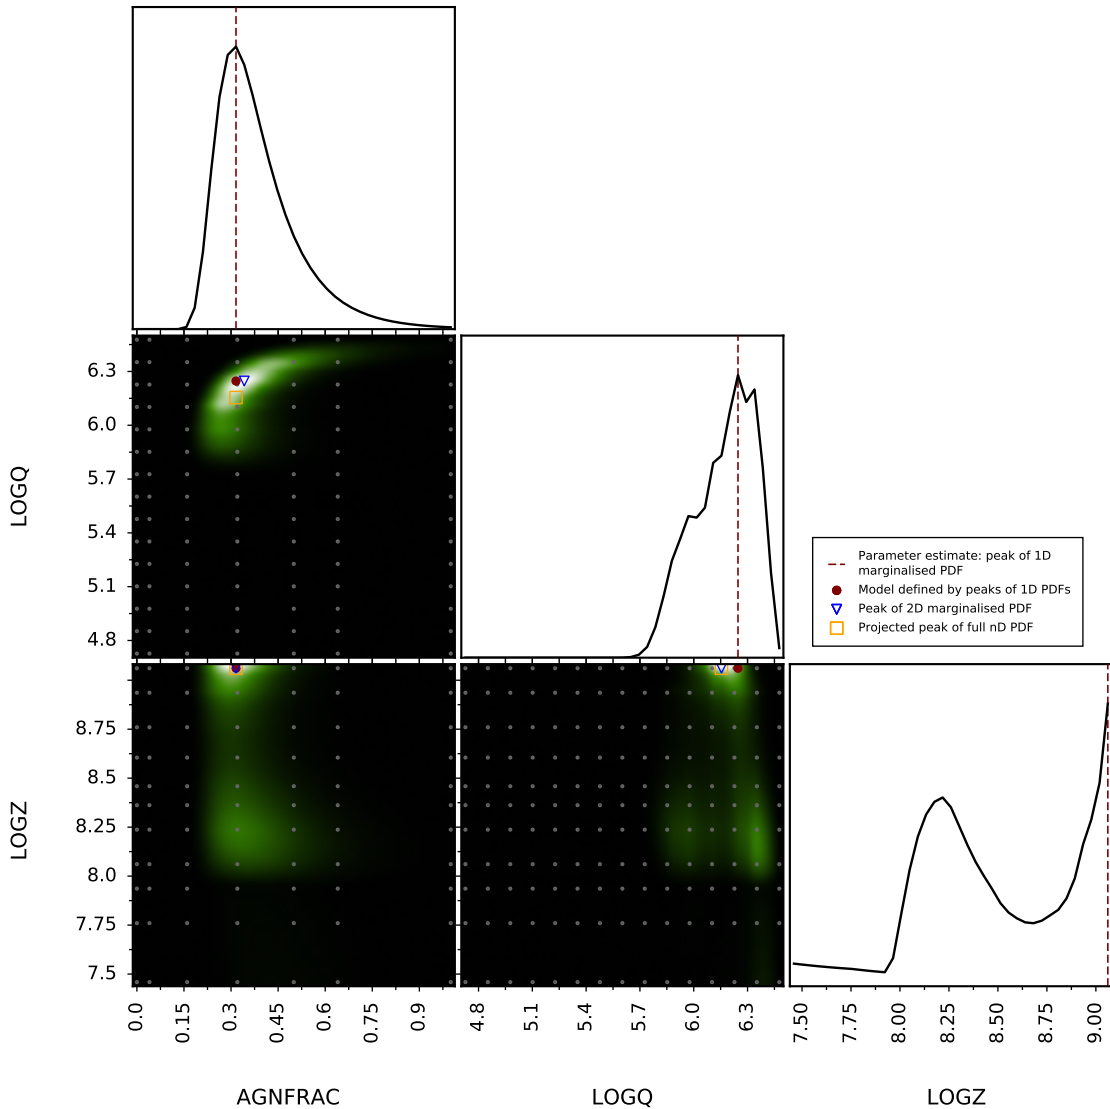 6.3
6.0
5.7
5.4
5.1
4.8
LOGQ
Parameter estimate: peak of 1D
marginalised PDF
Model defined by peaks of 1D PDFs
Peak of 2D marginalised PDF
Projected peak of full nD PDF
8.75
8.5
8.25
8.0
7.75
7.5
LOGZ
0.0 0.15 0.3 0.45 0.6 0.75 0.9
4.8 5.1 5.4 5.7 6.0 6.3
7.50 7.75 8.00 8.25 8.50 8.75 9.00
AGNFRAC LOGQ LOGZ